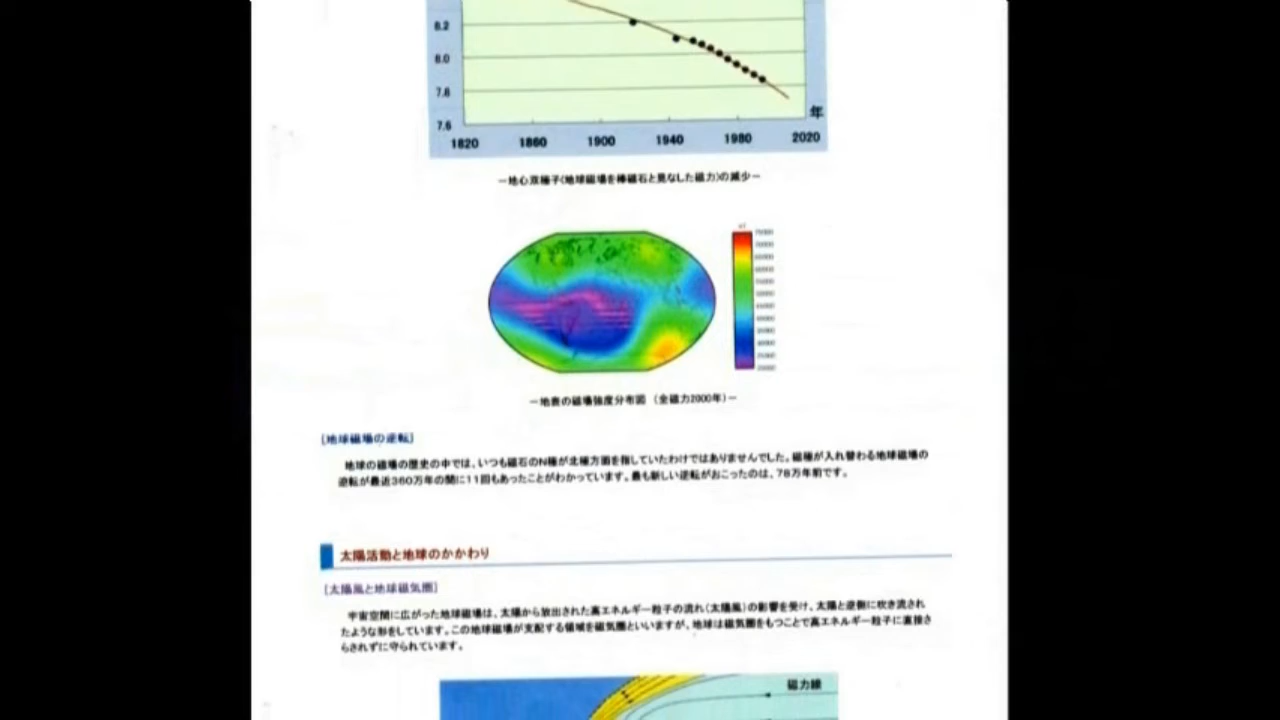 8.2
8.0
7.8
7.6
年
1820 1860 1900 1940 1980 2020
－地心双極子(地球磁場を棒磁石と見なした磁力)の減少－
－地表の磁場強度分布図 （全磁力2000年）－
[地球磁場の逆転]
地球の磁場の歴史の中では、いつも磁石のN極が北極方面を指していたわけではありませんでした。磁極が入れ替わる地球磁場の
逆転が最近360万年の間に11回もあったことがわかっています。最も新しい逆転がおこったのは、78万年前です。
太陽活動と地球のかかわり
[太陽風と地球磁気圏]
宇宙空間に広がった地球磁場は、太陽から放出された高エネルギー粒子の流れ(太陽風)の影響を受け、太陽と逆側に吹き流され
たような形をしています。この地球磁場が支配する領域を磁気圏といいますが、地球は磁気圏をもつことで高エネルギー粒子に直接さ
らされずに守られています。
磁力線